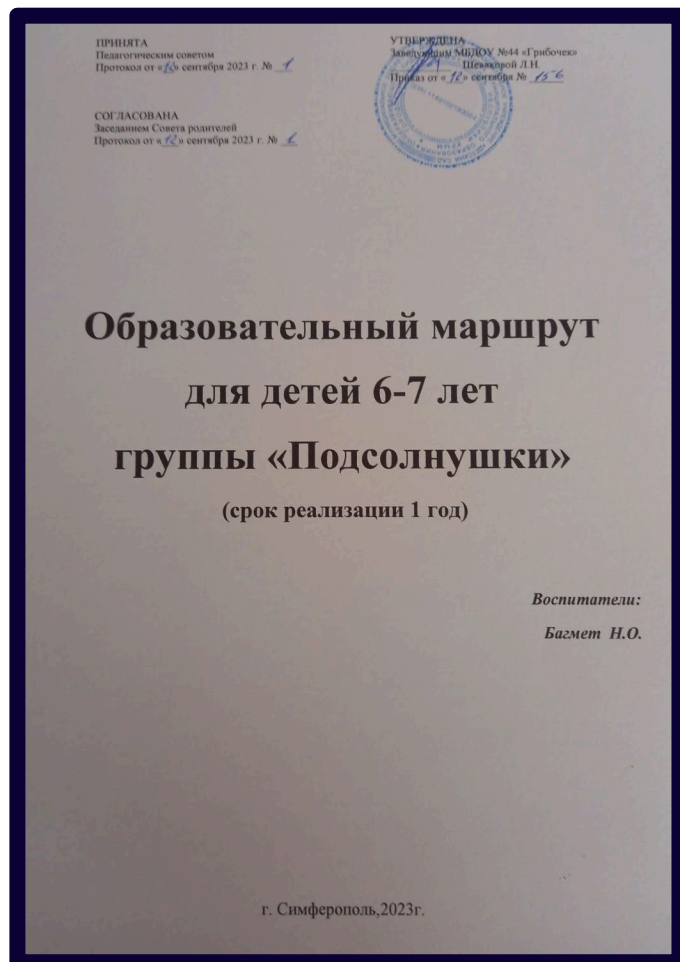 ПРИНЯТА
Педагогическим советом
Протокол от « » сентября 2023 г. № 1
СОГЛАСОВАНА
Заседанием Совета родителей
Протокол от «12» сентября 2023 г. № 1
УТВЕРЖДЕНА
Заведующим МБДОУ №44 «Грибочек»
Шевяковой Л.Н.
Приказ от «12» сентября № 156
Образовательный маршрут
для детей 6-7 лет
группы «Подсолнушки»
(срок реализации 1 год)
Воспитатели:
Багмет Н.О.
г. Симферополь,2023г.